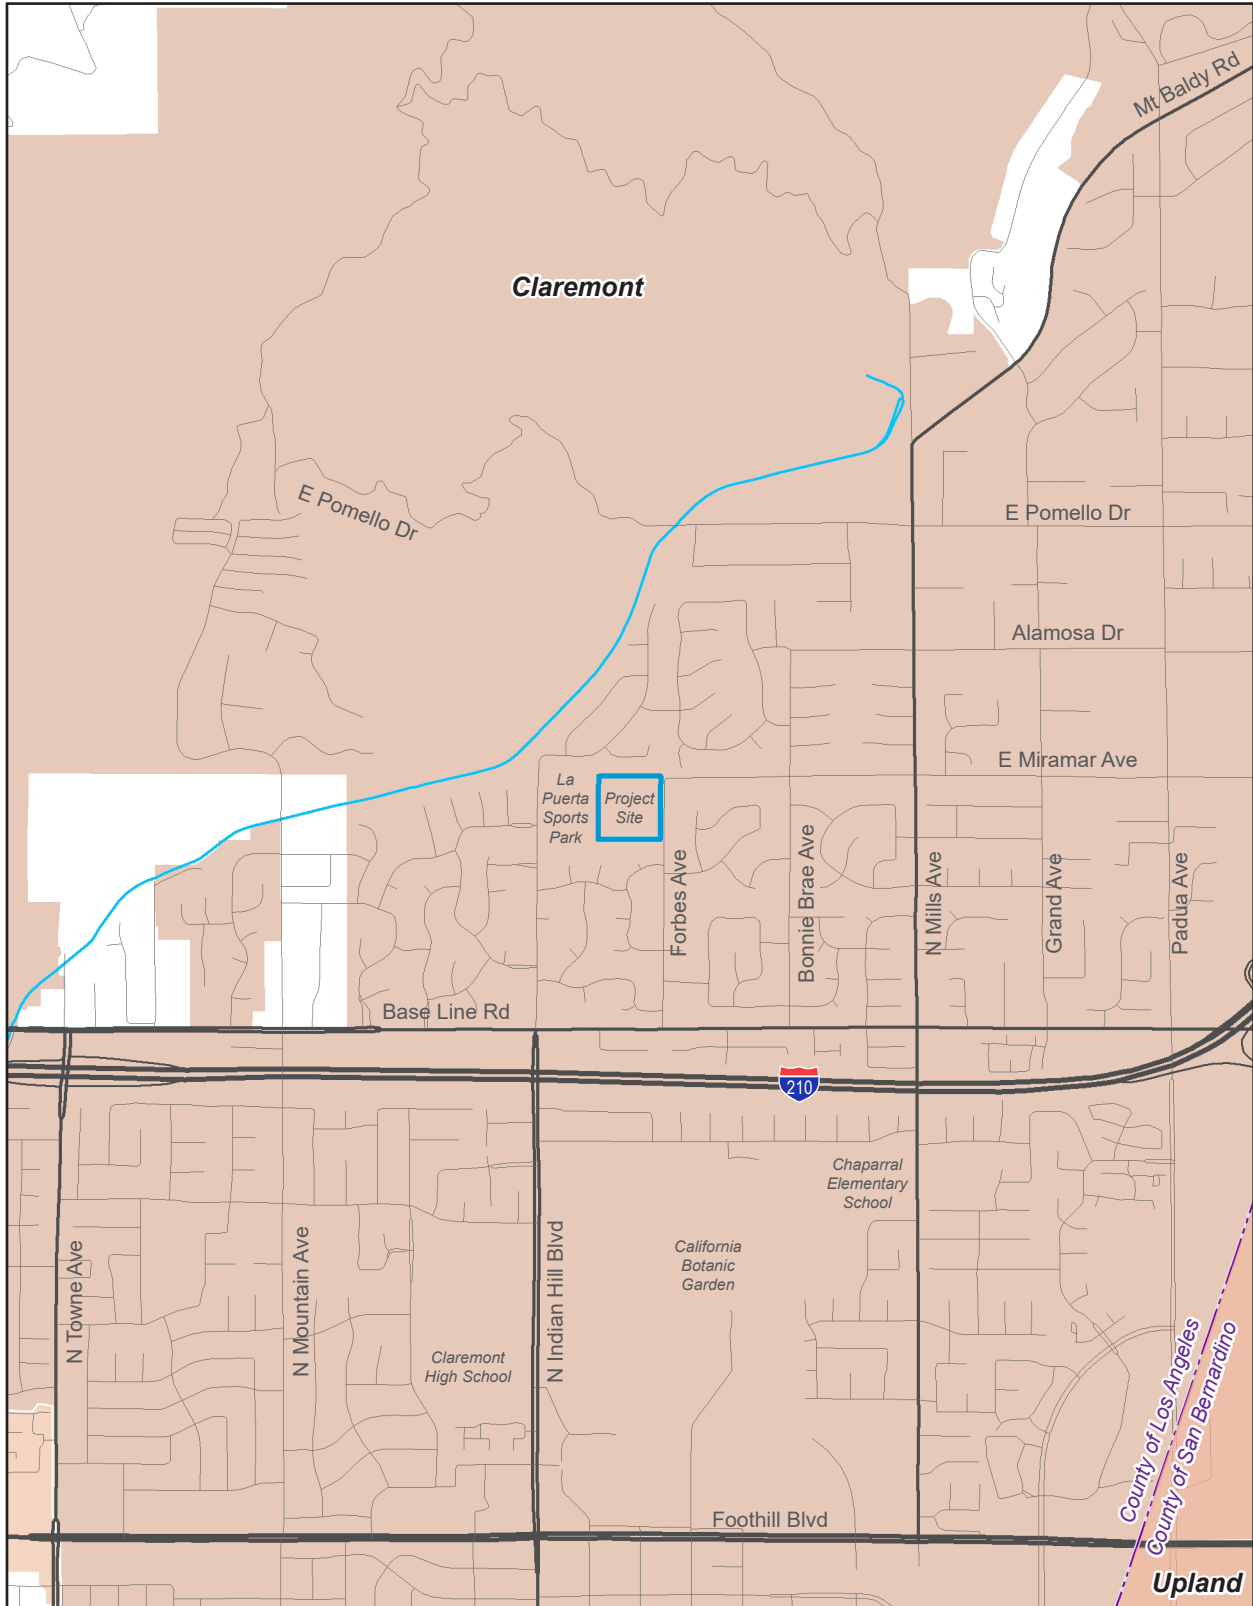 Mt Baldy Rd
Claremont
E Pomello Dr
E Pomello Dr
Alamosa Dr
E Miramar Ave
La
Puerta
Sports
Park
Project
Site
Forbes Ave
Bonnie Brae Ave
N Mills Ave
Grand Ave
Padua Ave
Base Line Rd
210
Chaparral
Elementary
School
California
Botanic
Garden
N Towne Ave
N Mountain Ave
N Indian Hill Blvd
Claremont
High School
County of Los Angeles
County of San Bernardino
Foothill Blvd
Upland